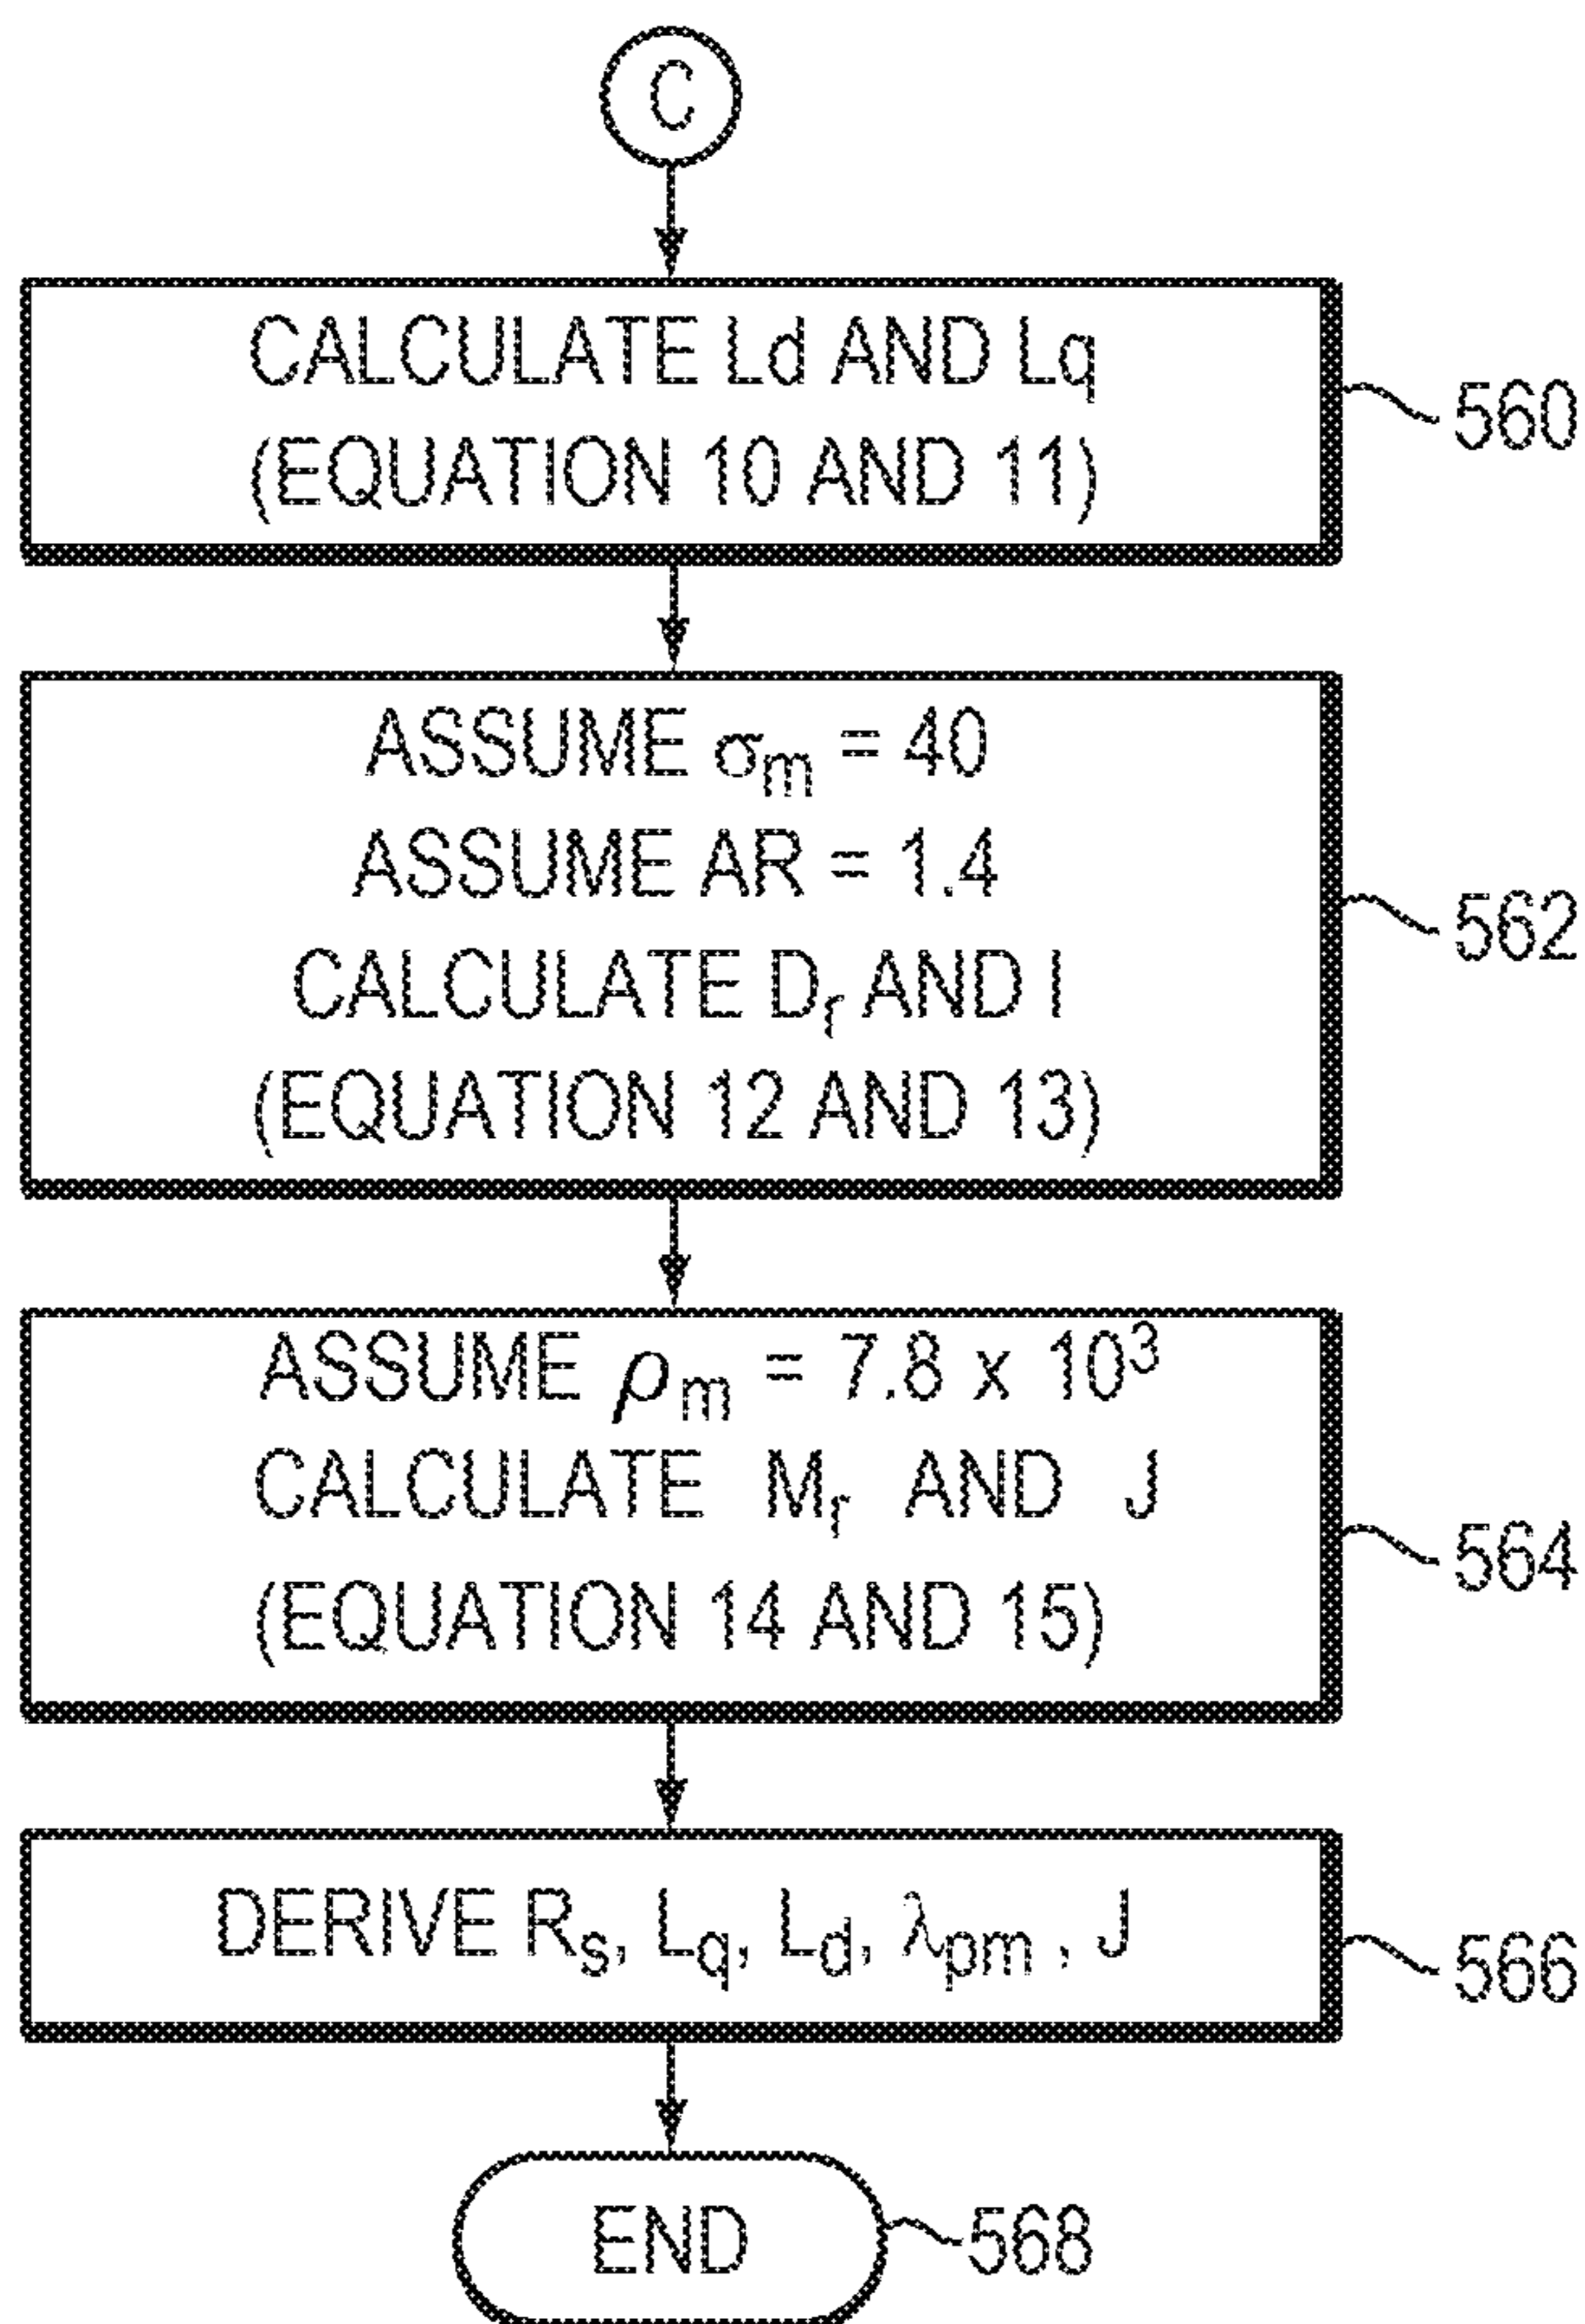 C
CALCULATE Ld AND Lq
(EQUATION 10 AND 11)
560
ASSUME σₘ = 40
ASSUME AR = 1.4
CALCULATE Dᵣ AND l
(EQUATION 12 AND 13)
562
ASSUME ρₘ = 7.8 x 10³
CALCULATE Mᵣ AND J
(EQUATION 14 AND 15)
564
DERIVE Rs, Lq, Ld, λpm , J
566
END
568